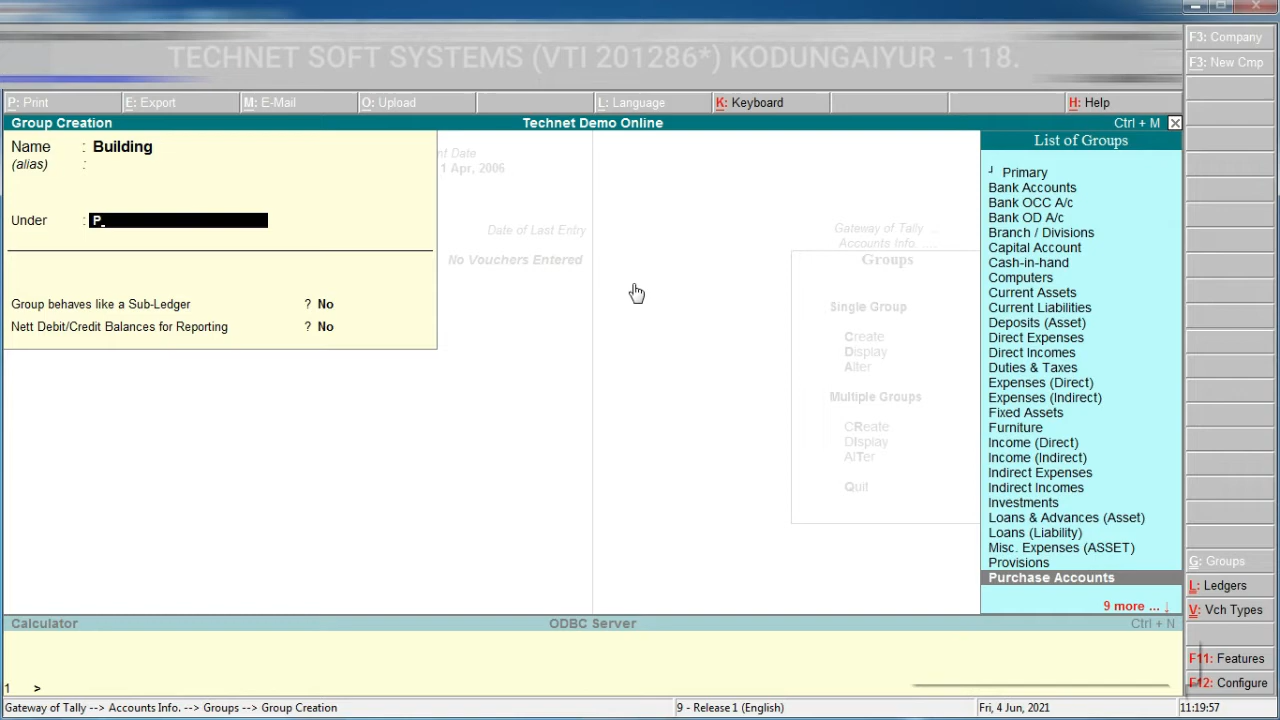 TECHNET SOFT SYSTEMS (VTI 201286*) KODUNGAIYUR - 118.
F3: Company
F3: New Cmp
P: Print
E: Export
M: E-Mail
O: Upload
L: Language
K: Keyboard
H: Help
Group Creation
Technet Demo Online
Ctrl + M
Name : Building
(alias) :
Under : P
Group behaves like a Sub-Ledger ? No
Nett Debit/Credit Balances for Reporting ? No
nt Date
1 Apr, 2006
Date of Last Entry
No Vouchers Entered
Gateway of Tally ..
Accounts Info. ....
Groups
Single Group
Create
Display
Alter
Multiple Groups
CReate
DIsplay
AlTer
Quit
List of Groups
Primary
Bank Accounts
Bank OCC A/c
Bank OD A/c
Branch / Divisions
Capital Account
Cash-in-hand
Computers
Current Assets
Current Liabilities
Deposits (Asset)
Direct Expenses
Direct Incomes
Duties & Taxes
Expenses (Direct)
Expenses (Indirect)
Fixed Assets
Furniture
Income (Direct)
Income (Indirect)
Indirect Expenses
Indirect Incomes
Investments
Loans & Advances (Asset)
Loans (Liability)
Misc. Expenses (ASSET)
Provisions
Purchase Accounts
9 more ... ↓
G: Groups
L: Ledgers
V: Vch Types
F11: Features
F12: Configure
Calculator
ODBC Server
Ctrl + N
1 >
Gateway of Tally --> Accounts Info. --> Groups --> Group Creation
9 - Release 1 (English)
Fri, 4 Jun, 2021
11:19:57